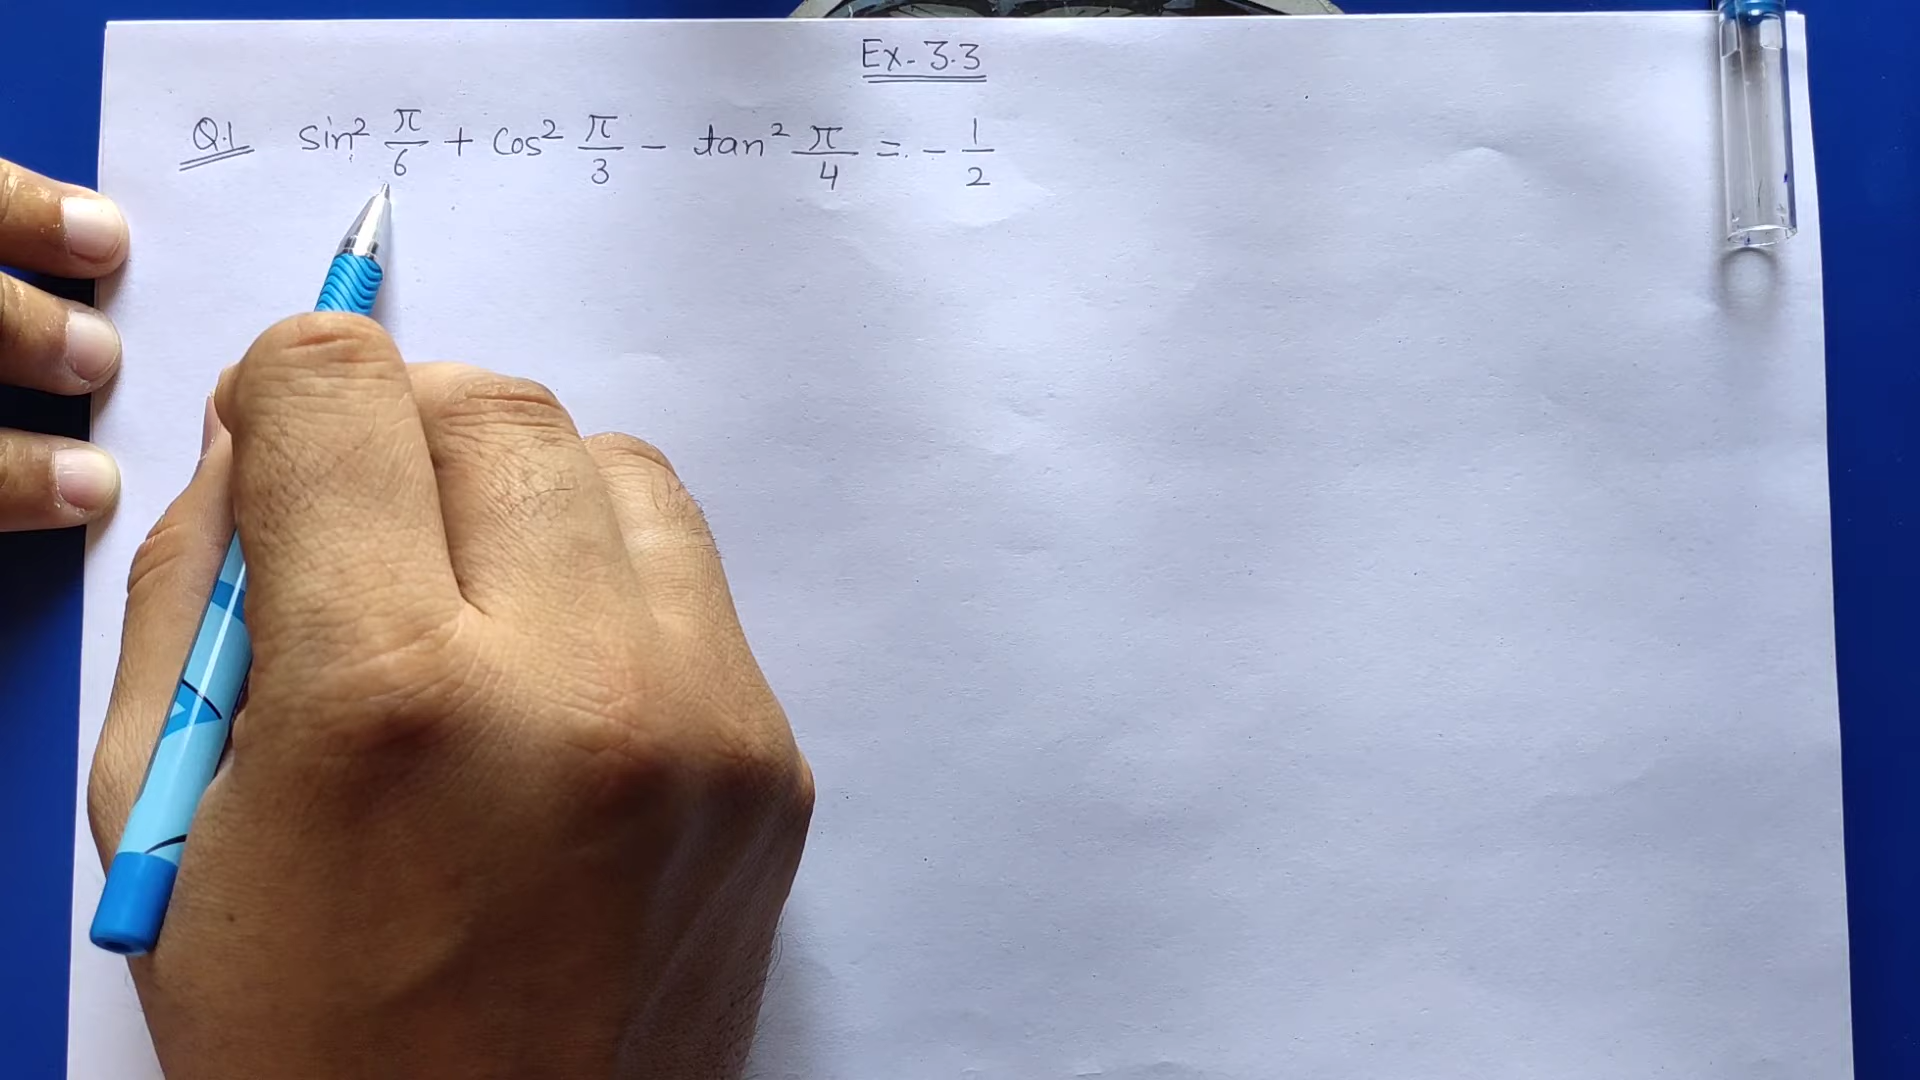 Ex- 3.3
Q.1 sin² π/6 + cos² π/3 - tan² π/4 = - 1/2